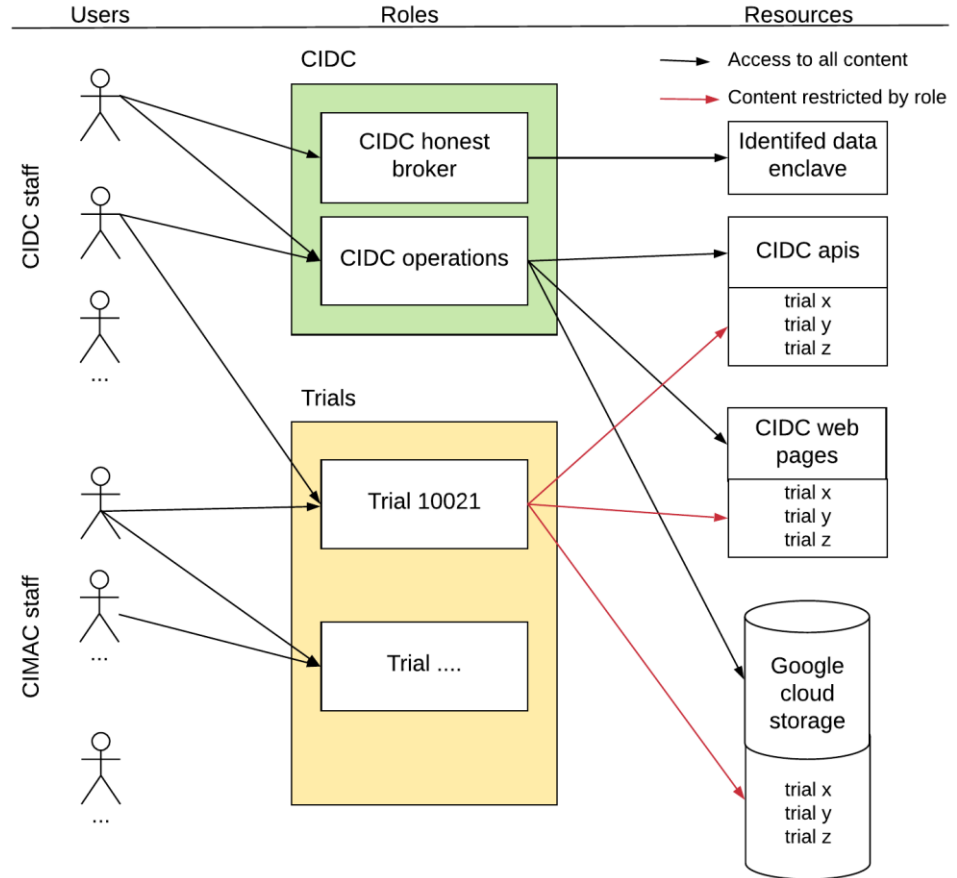 Users
Roles
Resources
CIDC
Access to all content
Content restricted by role
CIDC staff
CIDC honest
broker
Identifed data
enclave
CIDC operations
CIDC apis
trial x
trial y
trial z
...
Trials
CIDC web
pages
trial x
trial y
trial z
CIMAC staff
Trial 10021
...
Trial ....
Google
cloud
storage
trial x
trial y
trial z
...